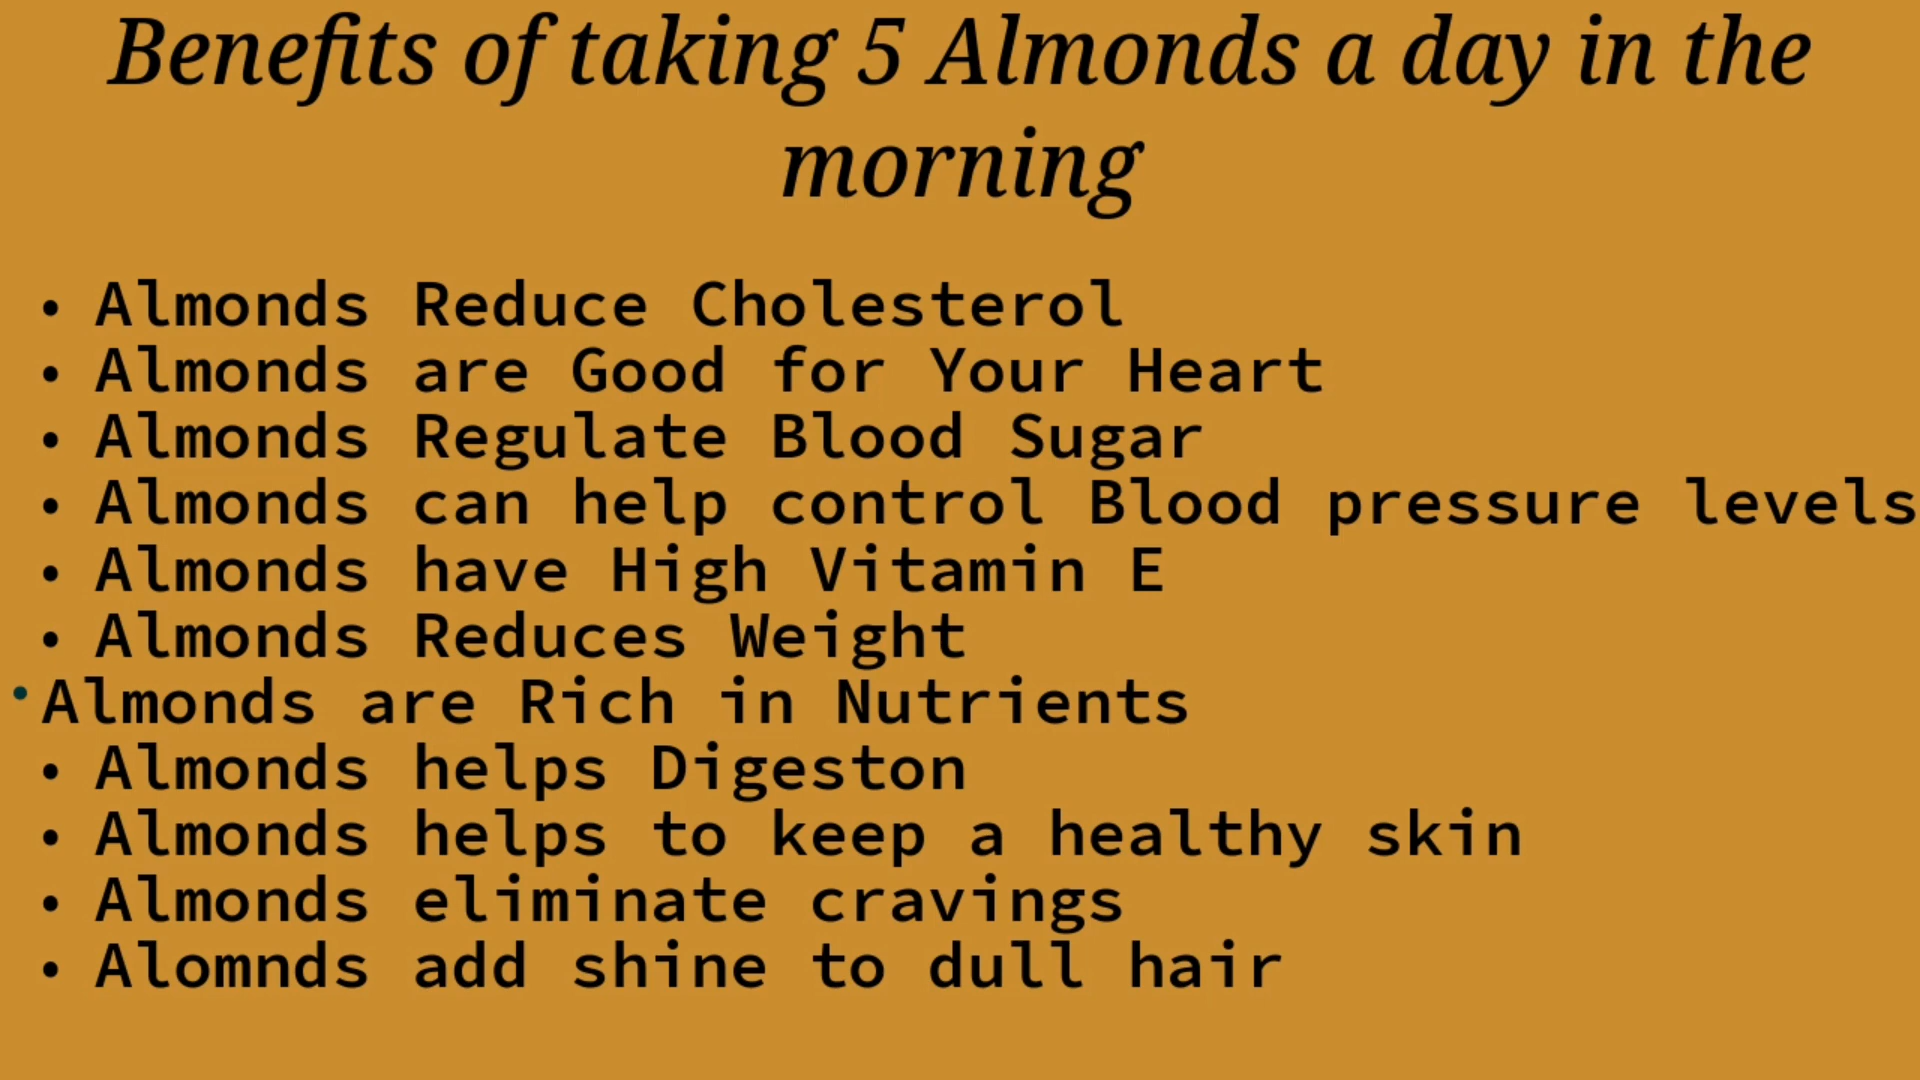 Benefits of taking 5 Almonds a day in the
morning
• Almonds Reduce Cholesterol
• Almonds are Good for Your Heart
• Almonds Regulate Blood Sugar
• Almonds can help control Blood pressure levels
• Almonds have High Vitamin E
• Almonds Reduces Weight
• Almonds are Rich in Nutrients
• Almonds helps Digeston
• Almonds helps to keep a healthy skin
• Almonds eliminate cravings
• Alomnds add shine to dull hair